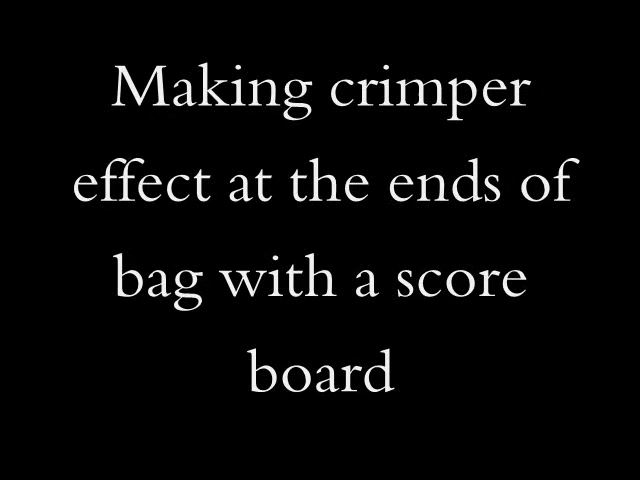 Making crimper
effect at the ends of
bag with a score
board